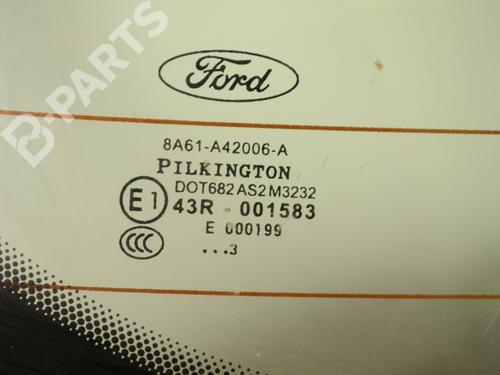 B-PARTS
Ford
8A61-A42006-A
PILKINGTON
DOT682 AS2 M3232
E1 43R - 001583
E 000199
CCC
...3